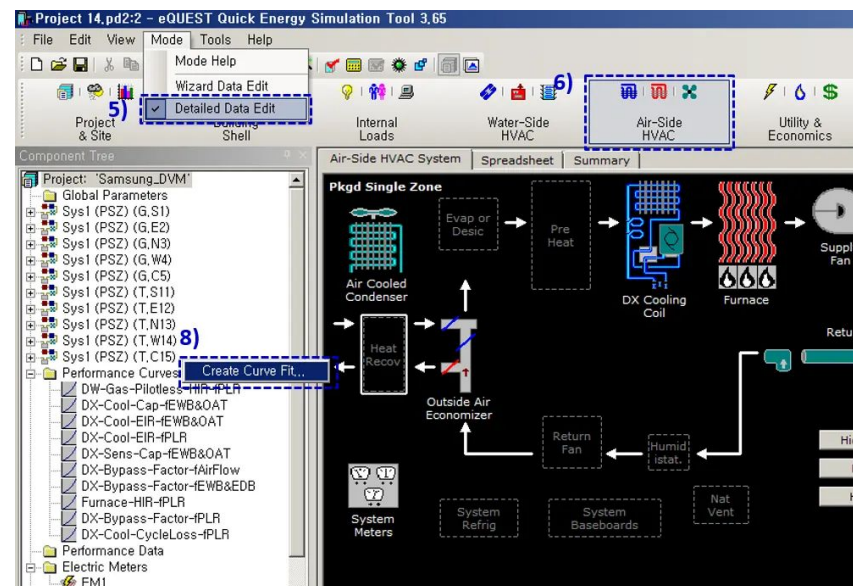 Project 14.pd2:2 - eQUEST Quick Energy Simulation Tool 3.65
File Edit View Mode Tools Help
Mode Help
Wizard Data Edit
5)
Detailed Data Edit
6)
Project & Site
Shell
Internal Loads
Water-Side HVAC
Air-Side HVAC
Utility & Economics
Component Tree
Air-Side HVAC System
Spreadsheet
Summary
Project: 'Samsung_DVM'
Global Parameters
Sys1 (PSZ) (G.S1)
Sys1 (PSZ) (G.E2)
Sys1 (PSZ) (G.N3)
Sys1 (PSZ) (G.W4)
Sys1 (PSZ) (G.C5)
Sys1 (PSZ) (T.S11)
Sys1 (PSZ) (T.E12)
Sys1 (PSZ) (T.N13)
Sys1 (PSZ) (T.W14)
Sys1 (PSZ) (T.C15)
8)
Create Curve Fit...
Performance Curves
DW-Gas-Pilotless-HIR-fPLR
DX-Cool-Cap-fEWB&OAT
DX-Cool-EIR-fEWB&OAT
DX-Cool-EIR-fPLR
DX-Sens-Cap-fEWB&OAT
DX-Bypass-Factor-fAirFlow
DX-Bypass-Factor-fEWB&EDB
Furnace-HIR-fPLR
DX-Bypass-Factor-fPLR
DX-Cool-CycleLoss-fPLR
Performance Data
Electric Meters
EM1
Pkgd Single Zone
Air Cooled
Condenser
Evap or
Desic
Pre
Heat
DX Cooling
Coil
Furnace
Suppl
Fan
Heat
Recov
Outside Air
Economizer
Retu
Return
Fan
Humid
istat.
Hi
System
Meters
System
Refrig
System
Baseboards
Nat
Vent